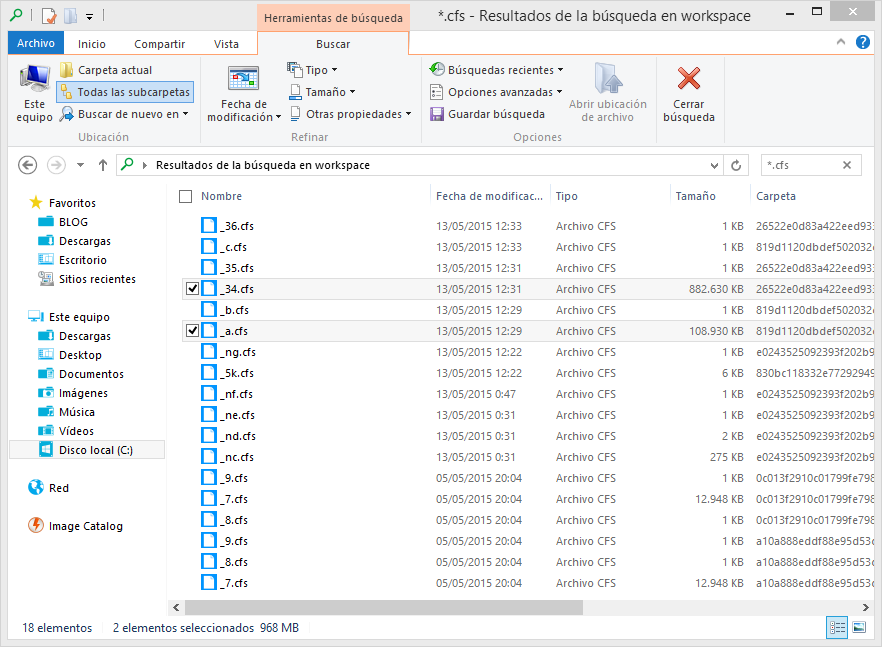 *.cfs - Resultados de la búsqueda en workspace
Herramientas de búsqueda
Archivo Inicio Compartir Vista Buscar
Este equipo
Carpeta actual
Todas las subcarpetas
Buscar de nuevo en
Ubicación
Fecha de modificación
Tipo
Tamaño
Otras propiedades
Refinar
Búsquedas recientes
Opciones avanzadas
Guardar búsqueda
Abrir ubicación de archivo
Opciones
Cerrar búsqueda
Resultados de la búsqueda en workspace
*.cfs
Favoritos
BLOG
Descargas
Escritorio
Sitios recientes
Este equipo
Descargas
Desktop
Documentos
Imágenes
Música
Vídeos
Disco local (C:)
Red
Image Catalog
Nombre Fecha de modificac... Tipo Tamaño Carpeta
_36.cfs 13/05/2015 12:33 Archivo CFS 1 KB 26522e0d83a422eed933
_c.cfs 13/05/2015 12:33 Archivo CFS 1 KB 819d1120dbdef502032
_35.cfs 13/05/2015 12:31 Archivo CFS 1 KB 26522e0d83a422eed933
_34.cfs 13/05/2015 12:31 Archivo CFS 882.630 KB 26522e0d83a422eed933
_b.cfs 13/05/2015 12:29 Archivo CFS 1 KB 819d1120dbdef502032
_a.cfs 13/05/2015 12:29 Archivo CFS 108.930 KB 819d1120dbdef502032
_ng.cfs 13/05/2015 12:22 Archivo CFS 1 KB e0243525092393f202b9
_5k.cfs 13/05/2015 12:22 Archivo CFS 6 KB 830bc118332e77292949
_nf.cfs 13/05/2015 0:47 Archivo CFS 1 KB e0243525092393f202b9
_ne.cfs 13/05/2015 0:31 Archivo CFS 1 KB e0243525092393f202b9
_nd.cfs 13/05/2015 0:31 Archivo CFS 2 KB e0243525092393f202b9
_nc.cfs 13/05/2015 0:31 Archivo CFS 275 KB e0243525092393f202b9
_9.cfs 05/05/2015 20:04 Archivo CFS 1 KB 0c013f2910c01799fe798
_7.cfs 05/05/2015 20:04 Archivo CFS 12.948 KB 0c013f2910c01799fe798
_8.cfs 05/05/2015 20:04 Archivo CFS 1 KB 0c013f2910c01799fe798
_9.cfs 05/05/2015 20:04 Archivo CFS 1 KB a10a888eddf88e95d53c
_8.cfs 05/05/2015 20:04 Archivo CFS 1 KB a10a888eddf88e95d53c
_7.cfs 05/05/2015 20:04 Archivo CFS 12.948 KB a10a888eddf88e95d53c
18 elementos 2 elementos seleccionados 968 MB